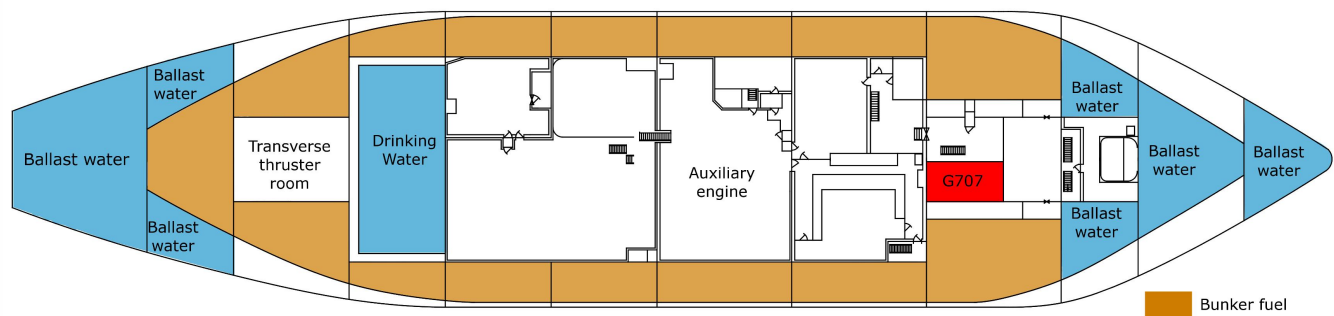 Ballast
water
Ballast water
Ballast
water
Transverse
thruster
room
Drinking
Water
Auxiliary
engine
G707
Ballast
water
Ballast
water
Ballast
water
Ballast
water
Bunker fuel